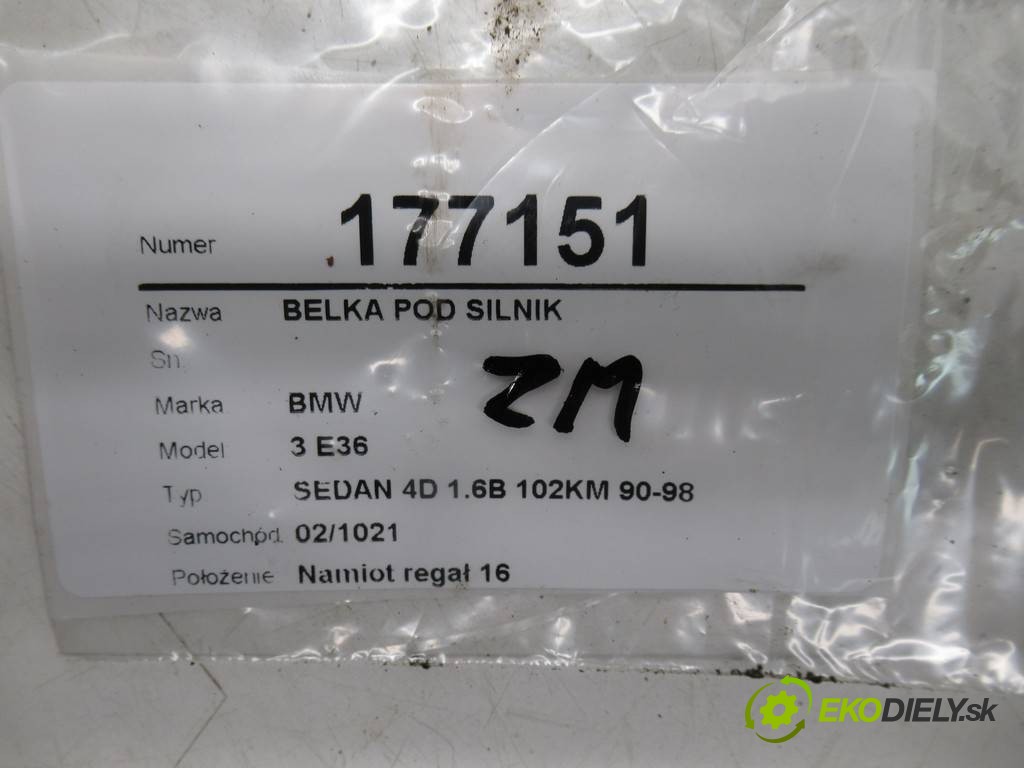 Numer 177151
Nazwa BELKA POD SILNIK
Sn
ZM
Marka BMW
Model 3 E36
Typ SEDAN 4D 1.6B 102KM 90-98
Samochód 02/1021
Położenie Namiot regał 16
EKODIELY.sk